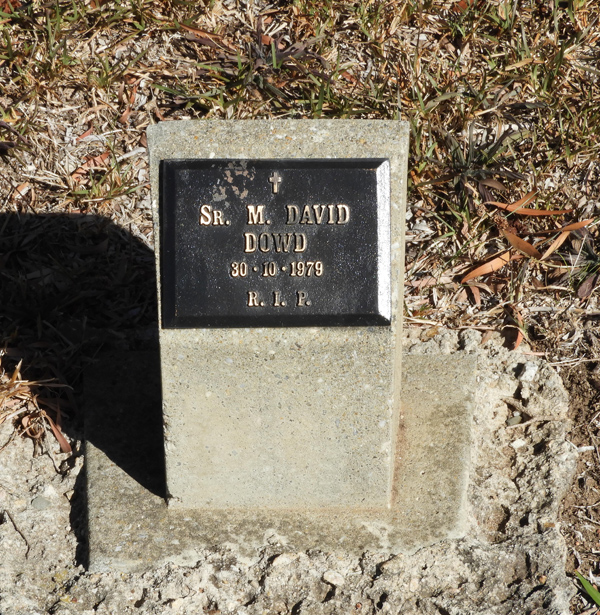 SR. M. DAVID
DOWD
30·10·1979
R. I. P.